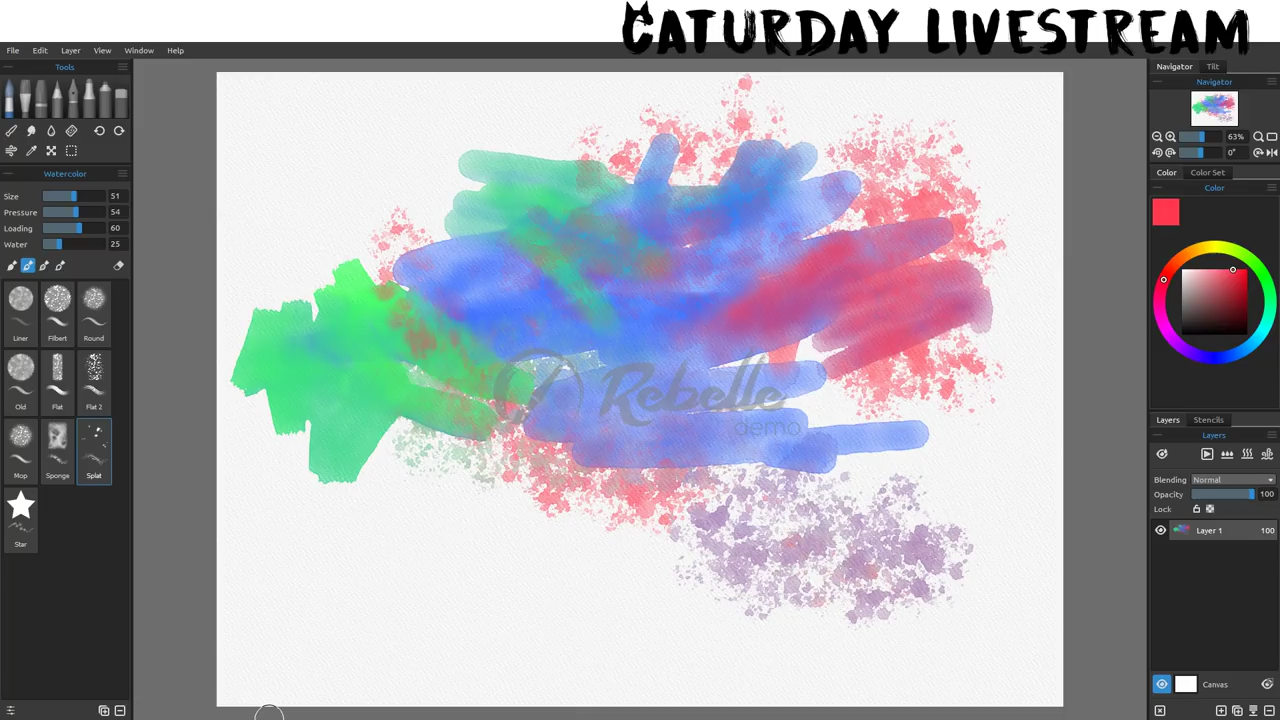 CATURDAY LIVESTREAM
File Edit Layer View Window Help
Tools
Watercolor
Size 51
Pressure 54
Loading 60
Water 25
Liner Filbert Round
Old Flat Flat 2
Mop Sponge Splat
Star
Rebelle
Navigator Tilt
Navigator
63%
0°
Color Color Set
Color
Layers Stencils
Layers
Blending Normal
Opacity 100
Lock
Layer 1 100
Canvas